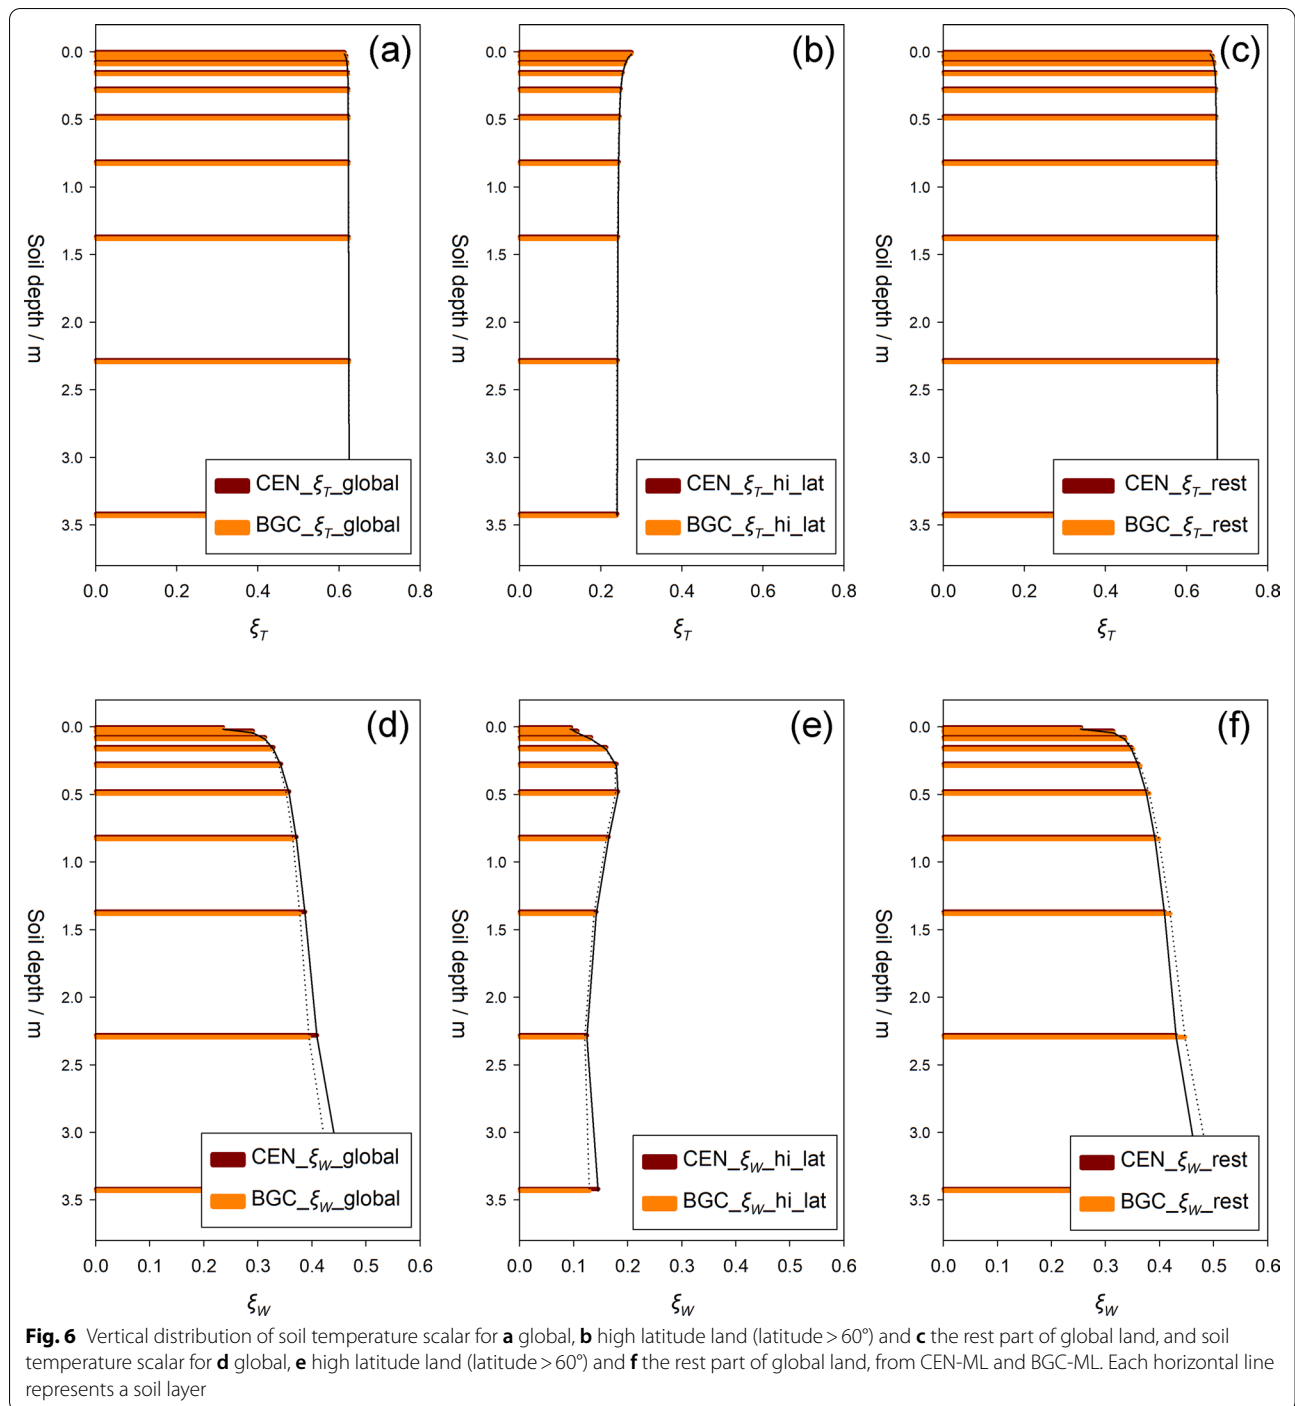 (a)
0.0
0.5
1.0
1.5
2.0
2.5
3.0
3.5
Soil depth / m
CEN_ξT_global
BGC_ξT_global
0.0 0.2 0.4 0.6 0.8
ξT
(b)
0.0
0.5
1.0
1.5
2.0
2.5
3.0
3.5
Soil depth / m
CEN_ξT_hi_lat
BGC_ξT_hi_lat
0.0 0.2 0.4 0.6 0.8
ξT
(c)
0.0
0.5
1.0
1.5
2.0
2.5
3.0
3.5
Soil depth / m
CEN_ξT_rest
BGC_ξT_rest
0.0 0.2 0.4 0.6 0.8
ξT
(d)
0.0
0.5
1.0
1.5
2.0
2.5
3.0
3.5
Soil depth / m
CEN_ξW_global
BGC_ξW_global
0.0 0.1 0.2 0.3 0.4 0.5 0.6
ξW
(e)
0.0
0.5
1.0
1.5
2.0
2.5
3.0
3.5
Soil depth / m
CEN_ξW_hi_lat
BGC_ξW_hi_lat
0.0 0.1 0.2 0.3 0.4 0.5 0.6
ξW
(f)
0.0
0.5
1.0
1.5
2.0
2.5
3.0
3.5
Soil depth / m
CEN_ξW_rest
BGC_ξW_rest
0.0 0.1 0.2 0.3 0.4 0.5 0.6
ξW
Fig. 6 Vertical distribution of soil temperature scalar for a global, b high latitude land (latitude > 60°) and c the rest part of global land, and soil
temperature scalar for d global, e high latitude land (latitude > 60°) and f the rest part of global land, from CEN-ML and BGC-ML. Each horizontal line
represents a soil layer